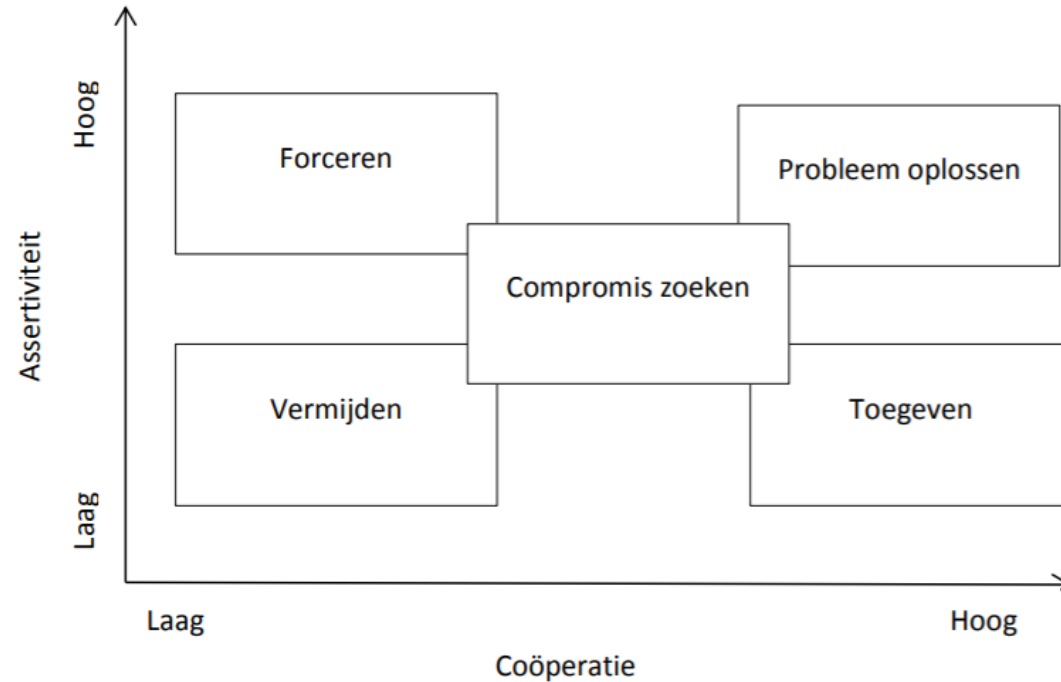 Hoog
Forceren
Probleem oplossen
Compromis zoeken
Assertiviteit
Vermijden
Toegeven
Laag
Laag
Hoog
Coöperatie